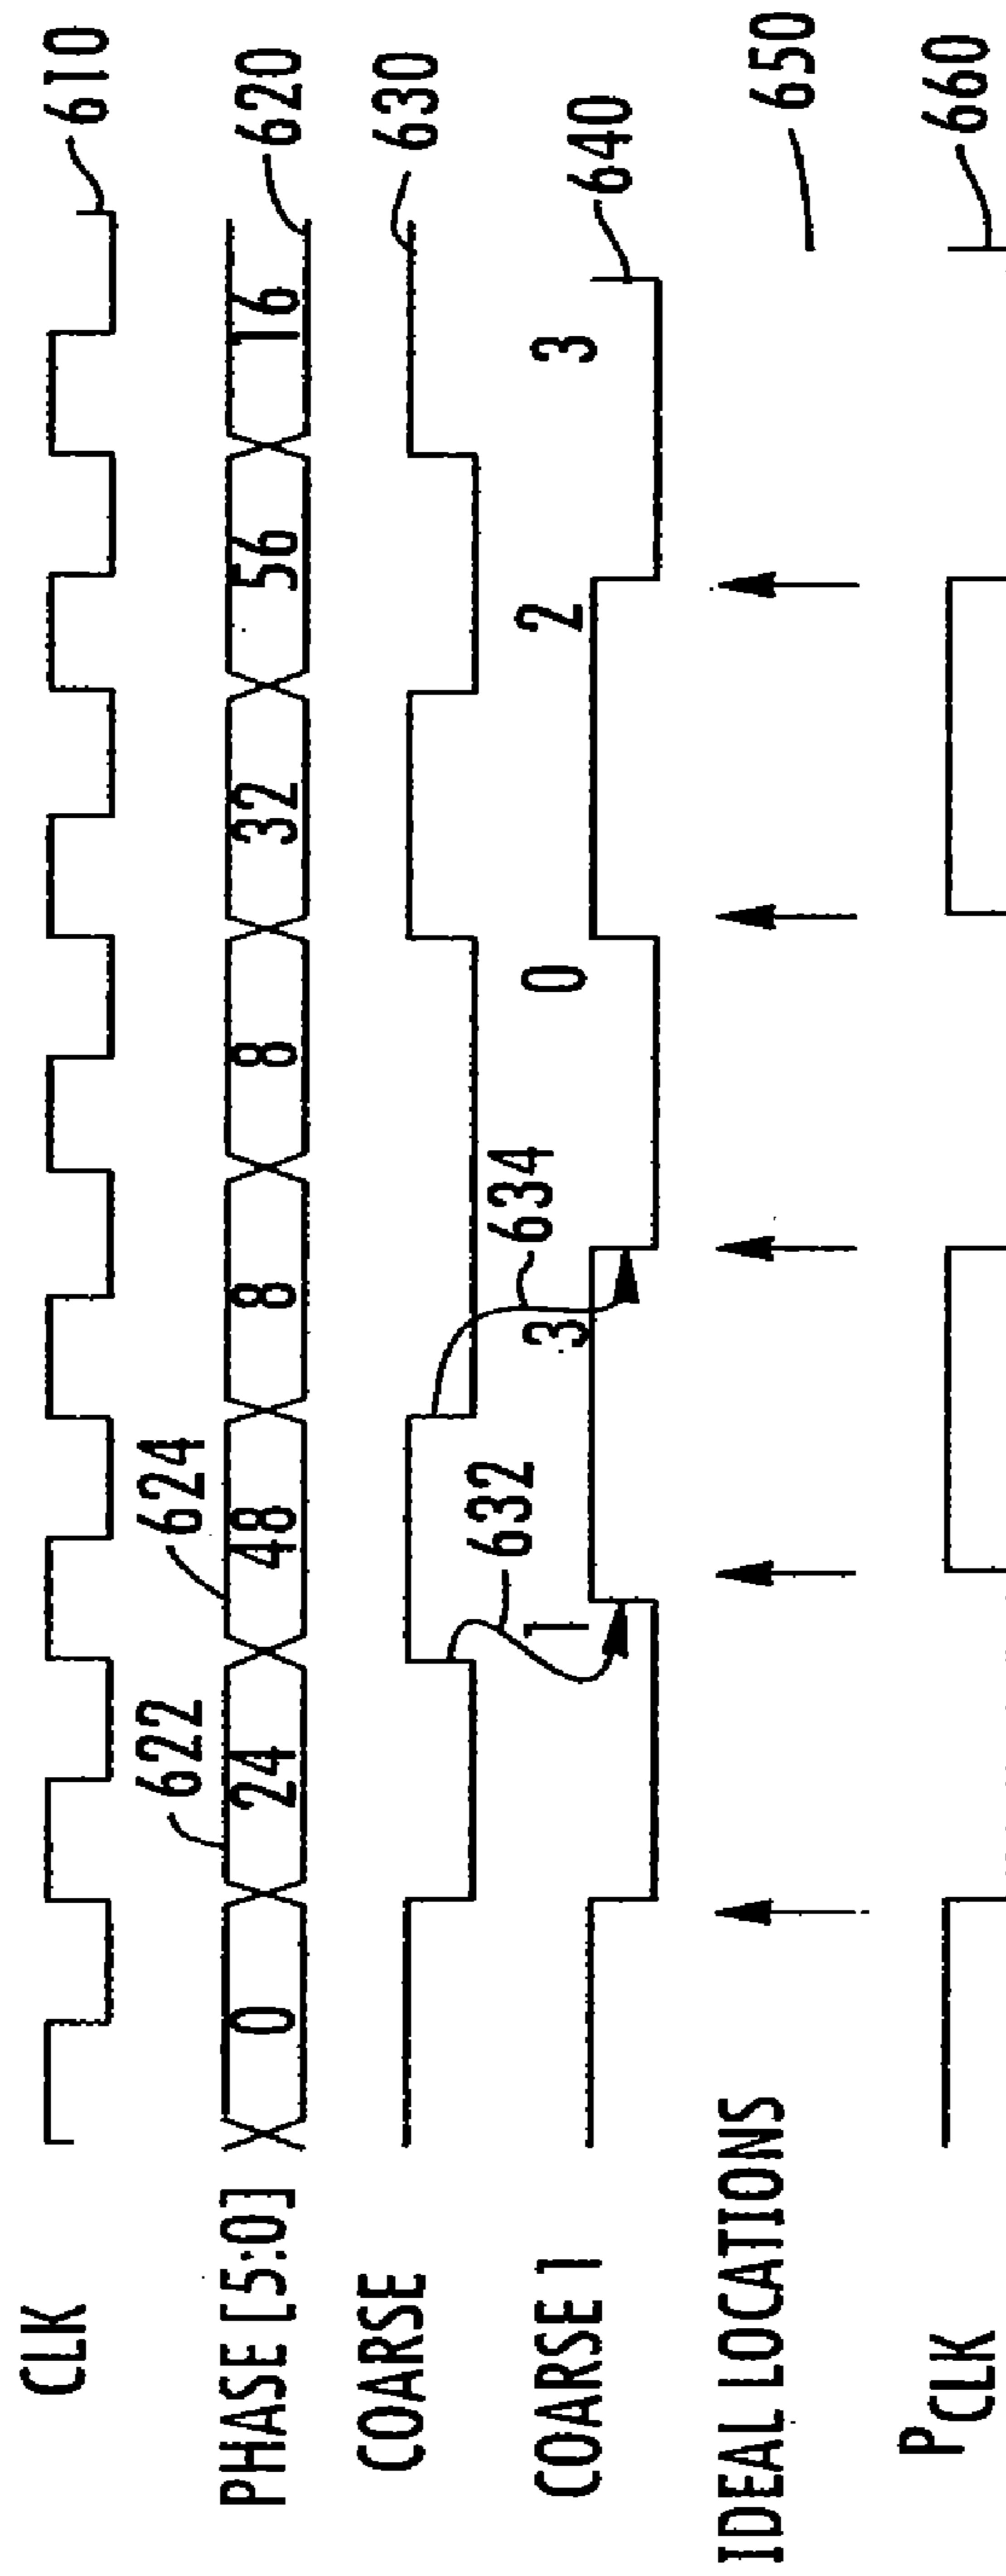 CLK 610
622 624
PHASE [5:0] 0 24 48 8 8 32 56 16 620
COARSE 630
632 634
COARSE 1 1 3 0 2 3 640
IDEAL LOCATIONS 650
PCLK 660